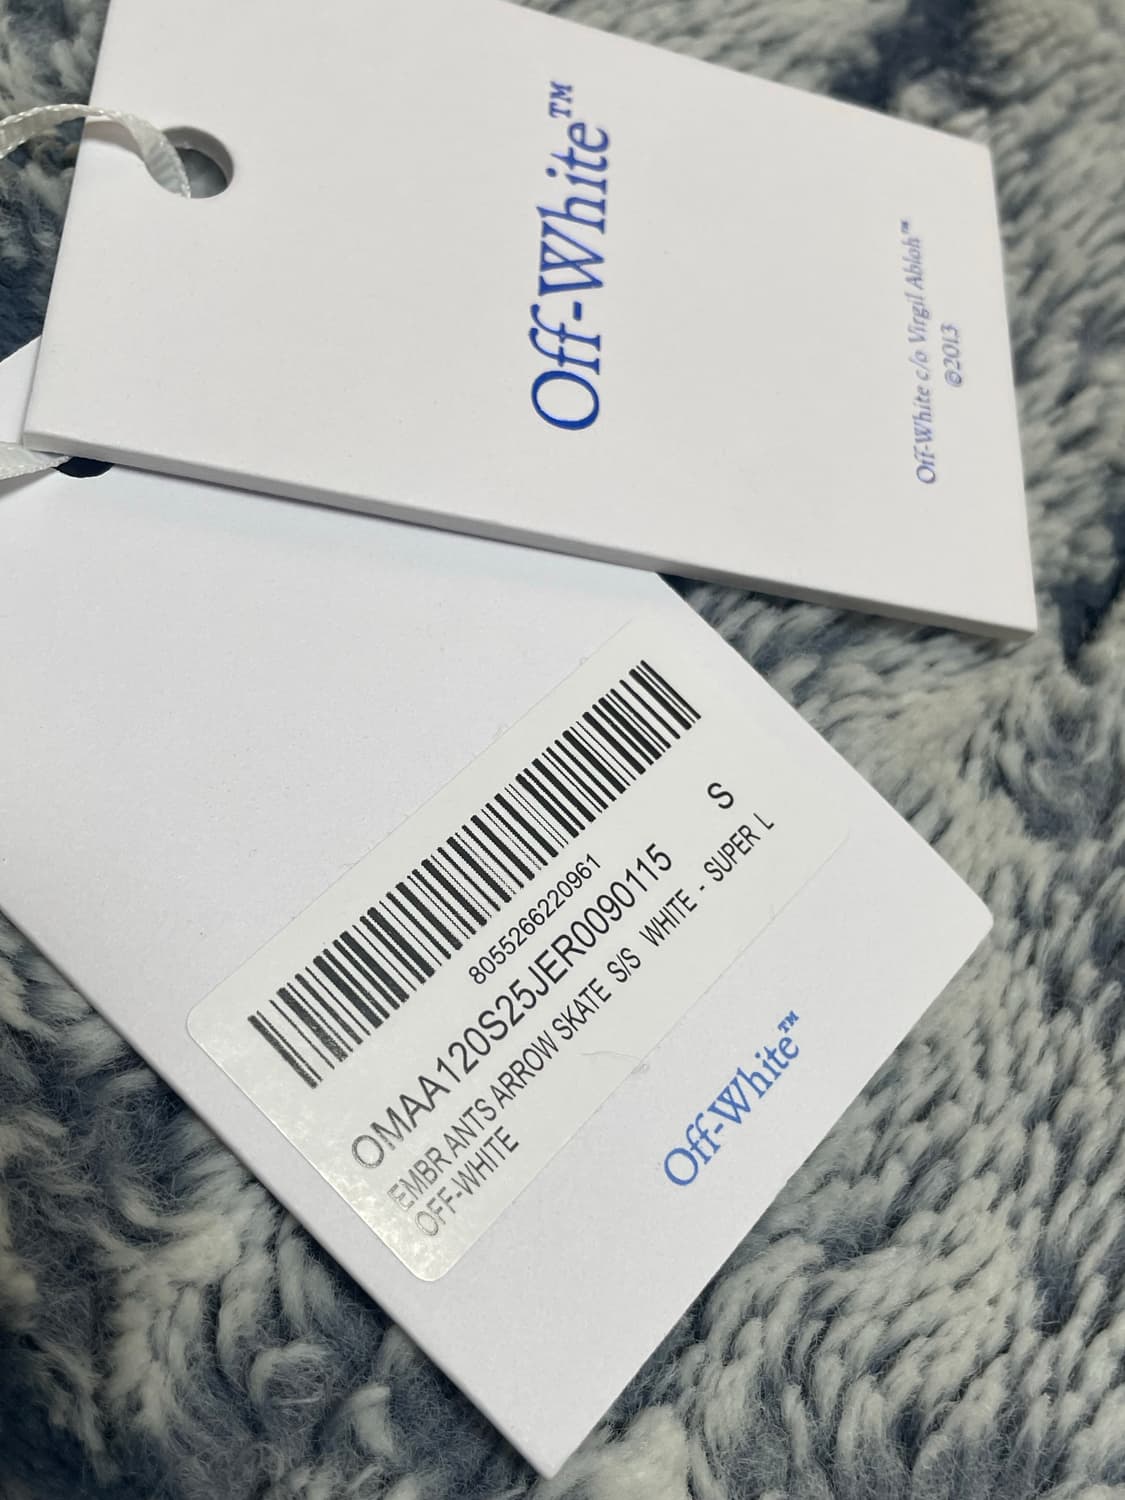 Off-White™
Off-White c/o Virgil Abloh™
©2013
8055266220961
OMAA120S25JER0090115 S
EMBR ANTS ARROW SKATE S/S WHITE - SUPER L
OFF-WHITE
Off-White™